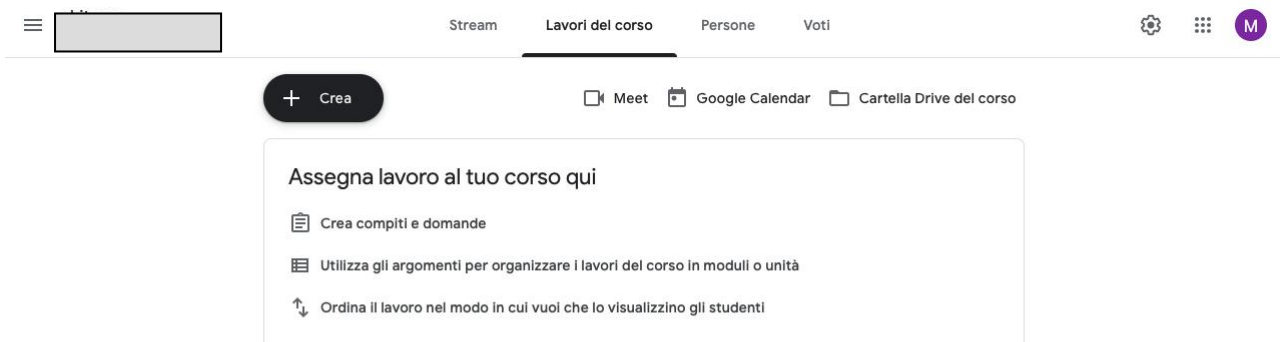 Stream Lavori del corso Persone Voti M
Crea Meet Google Calendar Cartella Drive del corso
Assegna lavoro al tuo corso qui
Crea compiti e domande
Utilizza gli argomenti per organizzare i lavori del corso in moduli o unità
Ordina il lavoro nel modo in cui vuoi che lo visualizzino gli studenti